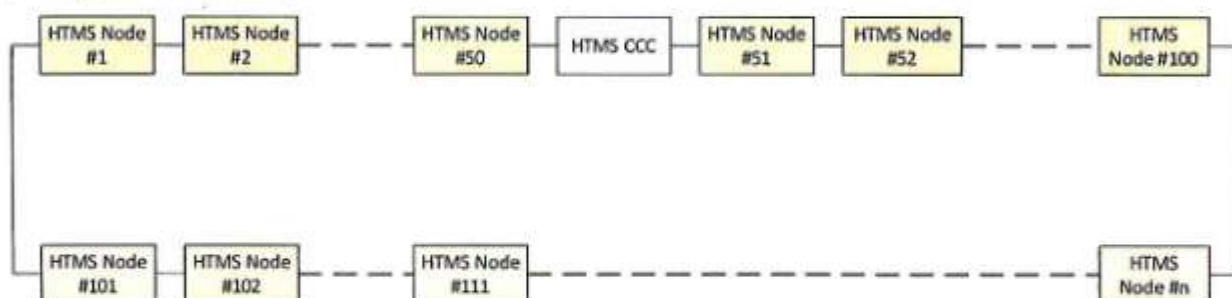 HTMS Node
#1
HTMS Node
#2
HTMS Node
#50
HTMS CCC
HTMS Node
#51
HTMS Node
#52
HTMS
Node #100
HTMS Node
#101
HTMS Node
#102
HTMS Node
#111
HTMS
Node #n